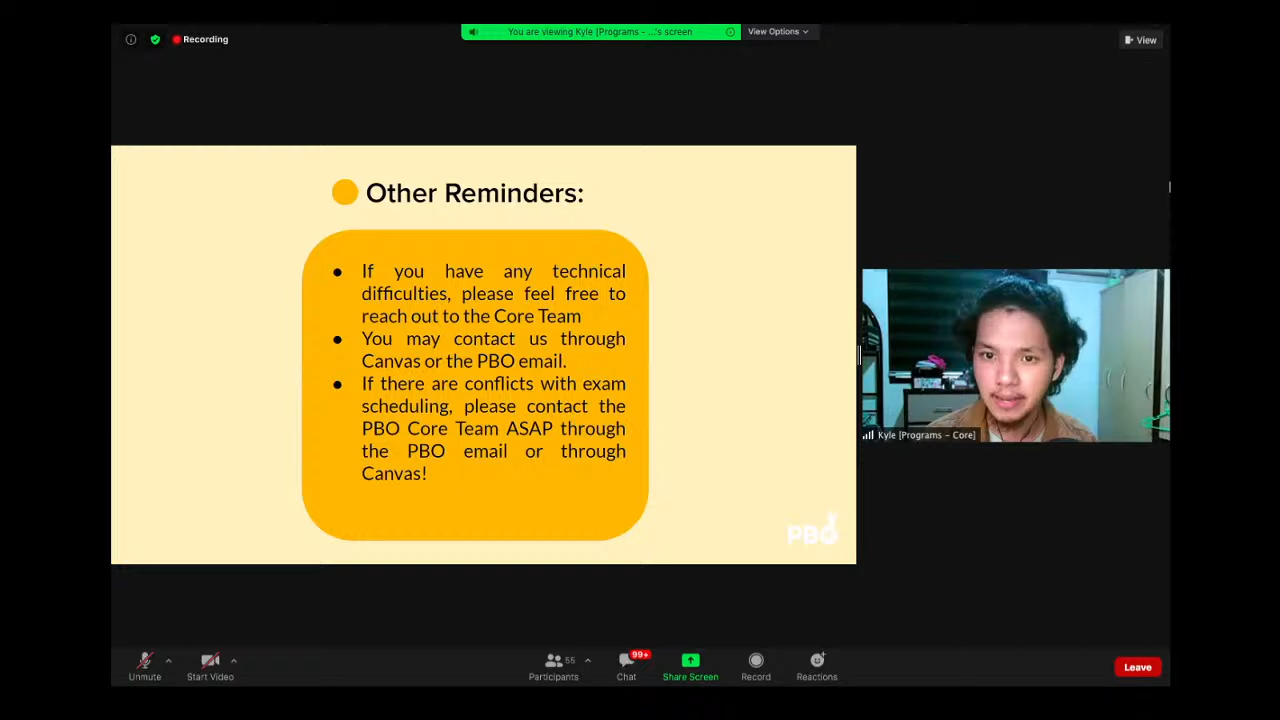 Recording
You are viewing Kyle [Programs - ...'s screen
View Options
View
Other Reminders:
● If you have any technical
difficulties, please feel free to
reach out to the Core Team
● You may contact us through
Canvas or the PBO email.
● If there are conflicts with exam
scheduling, please contact the
PBO Core Team ASAP through
the PBO email or through
Canvas!
PBO
Kyle [Programs - Core]
Unmute
Start Video
Participants
55
Chat
99+
Share Screen
Record
Reactions
Leave